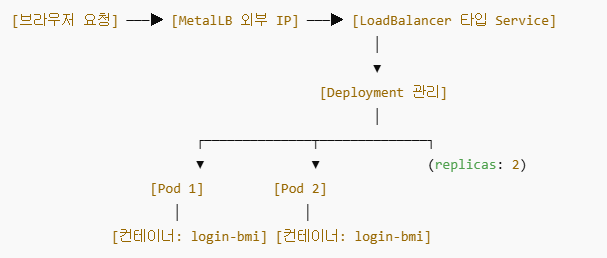 [브라우저 요청] ───▶ [MetalLB 외부 IP] ───▶ [LoadBalancer 타입 Service]
[Deployment 관리]
(replicas: 2)
[Pod 1] [Pod 2]
[컨테이너: login-bmi] [컨테이너: login-bmi]